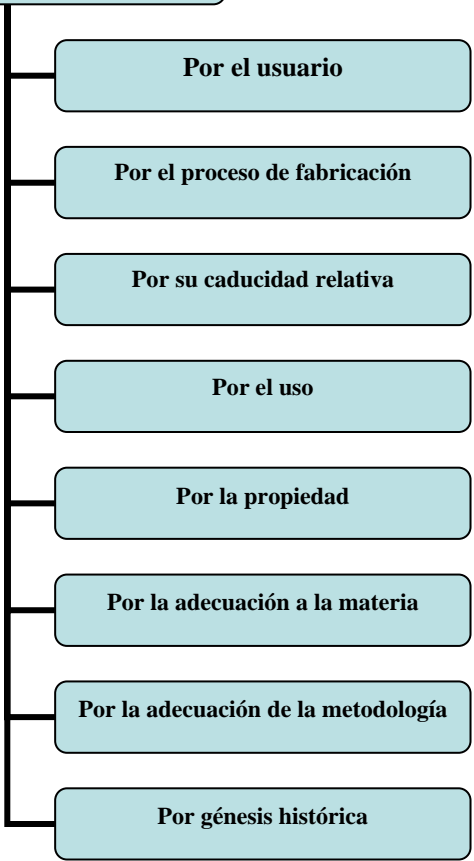 Por el usuario
Por el proceso de fabricación
Por su caducidad relativa
Por el uso
Por la propiedad
Por la adecuación a la materia
Por la adecuación de la metodología
Por génesis histórica